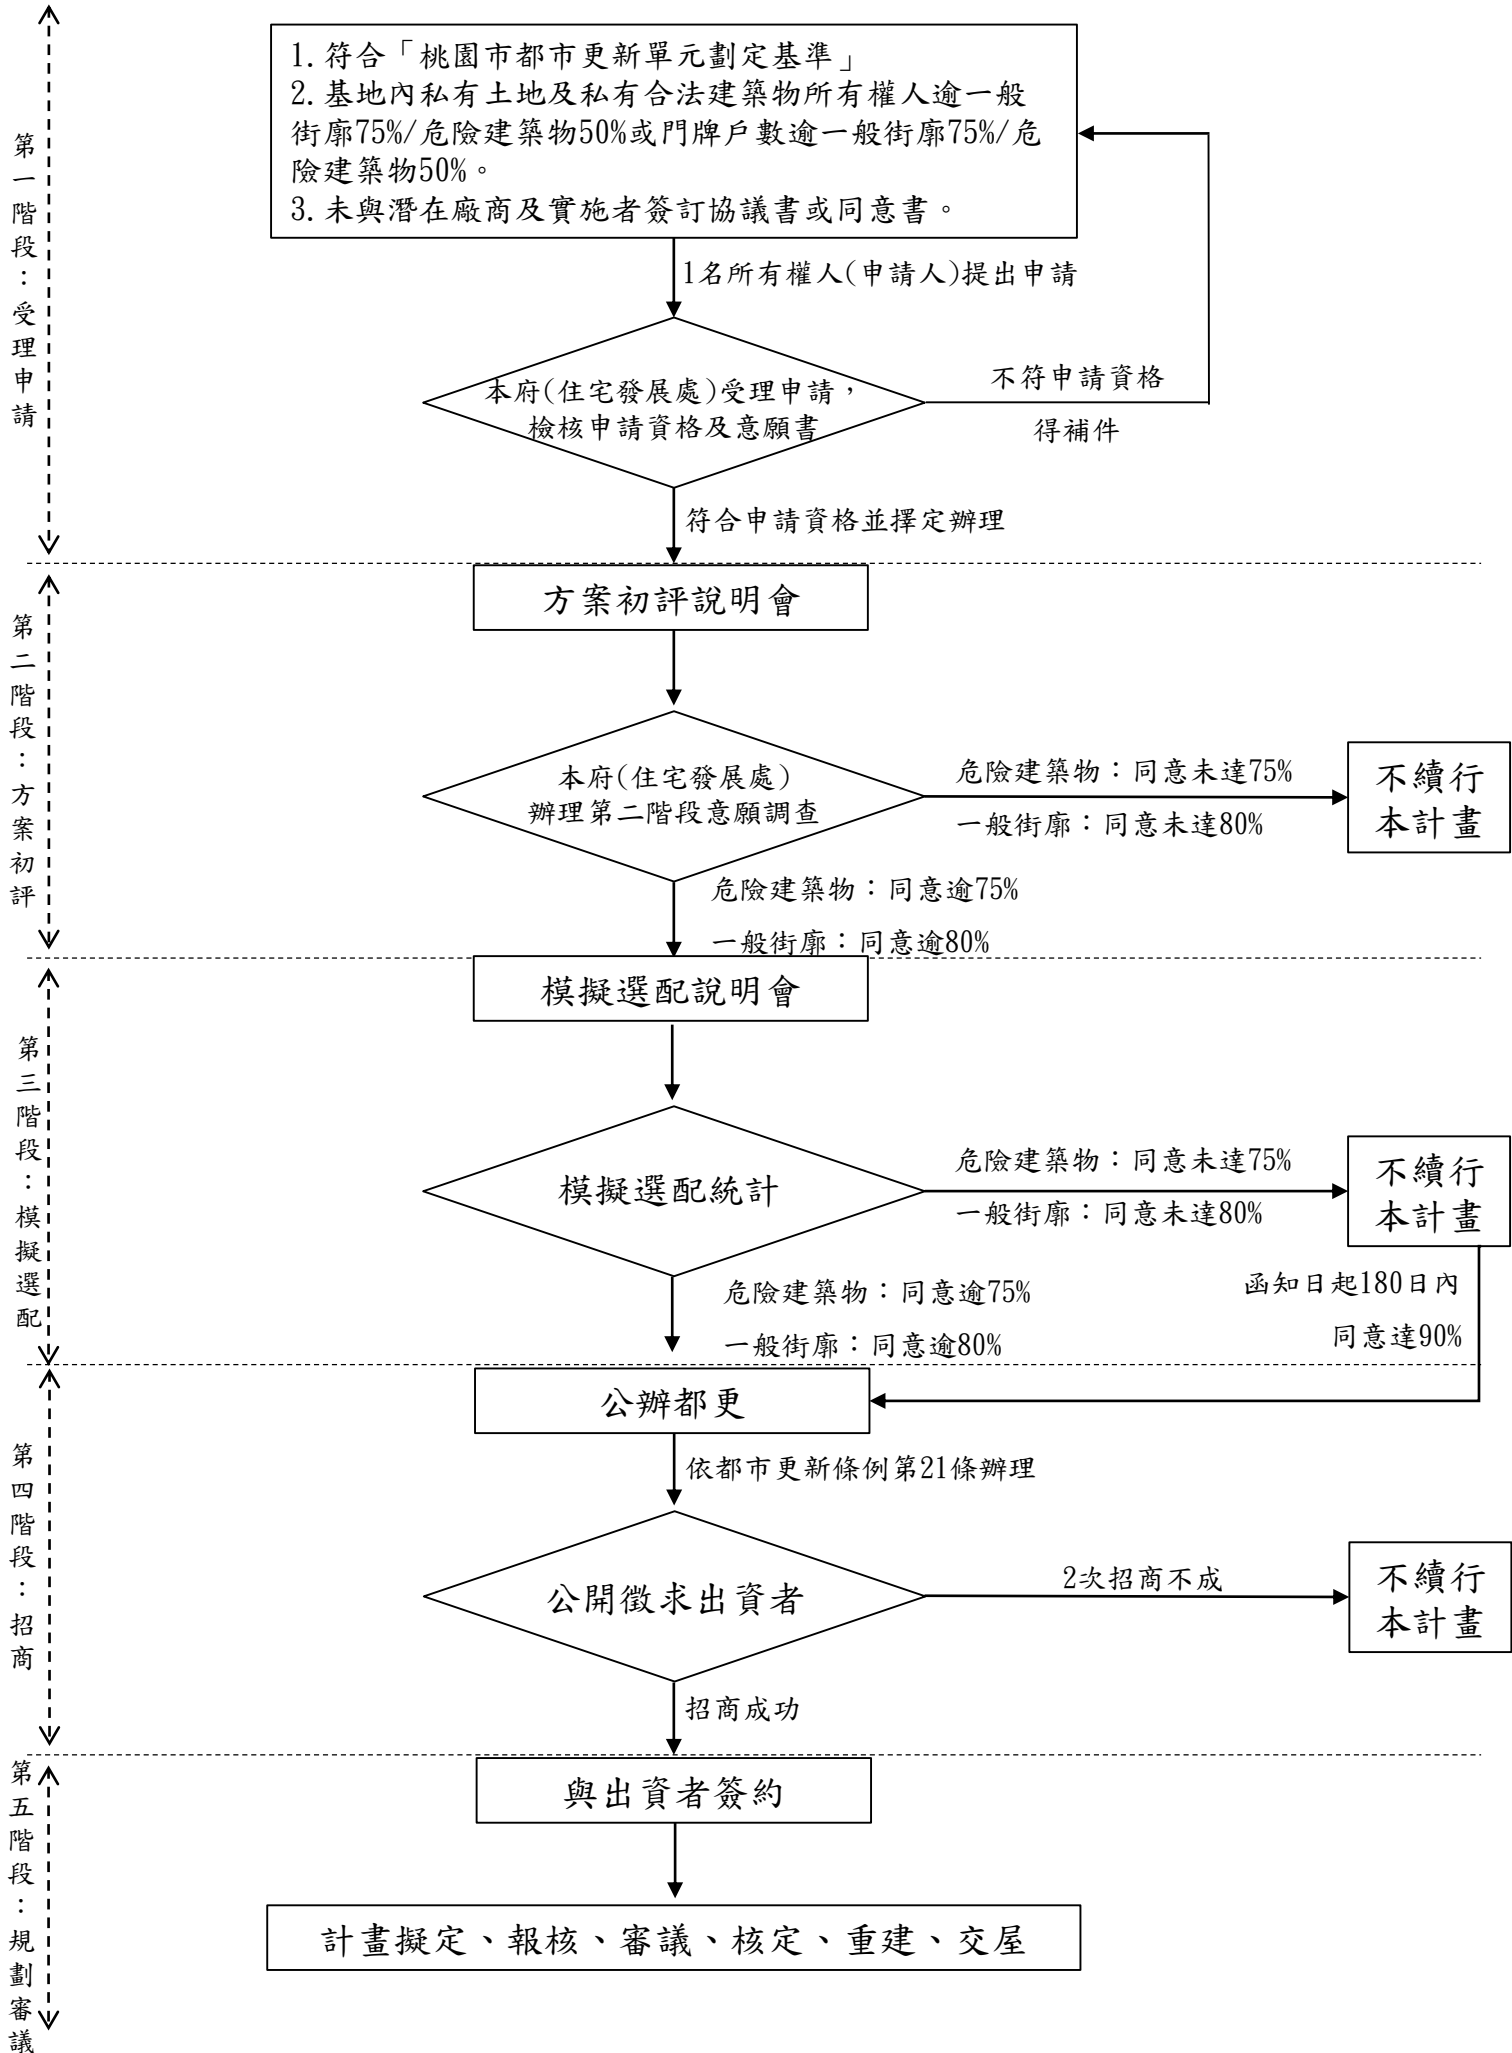 第一階段：受理申請
1.符合「桃園市都市更新單元劃定基準」
2.基地內私有土地及私有合法建築物所有權人逾一般
街廓75%/危險建築物50%或門牌戶數逾一般街廓75%/危
險建築物50%。
3.未與潛在廠商及實施者簽訂協議書或同意書。
1名所有權人(申請人)提出申請
本府(住宅發展處)受理申請，
檢核申請資格及意願書
不符申請資格
得補件
符合申請資格並擇定辦理
第二階段：方案初評
方案初評說明會
本府(住宅發展處)
辦理第二階段意願調查
危險建築物：同意未達75%
一般街廓：同意未達80%
不續行
本計畫
危險建築物：同意逾75%
一般街廓：同意逾80%
第三階段：模擬選配
模擬選配說明會
模擬選配統計
危險建築物：同意未達75%
一般街廓：同意未達80%
不續行
本計畫
危險建築物：同意逾75%
一般街廓：同意逾80%
函知日起180日內
同意達90%
第四階段：招商
公辦都更
依都市更新條例第21條辦理
公開徵求出資者
2次招商不成
不續行
本計畫
招商成功
第五階段：規劃審議
與出資者簽約
計畫擬定、報核、審議、核定、重建、交屋